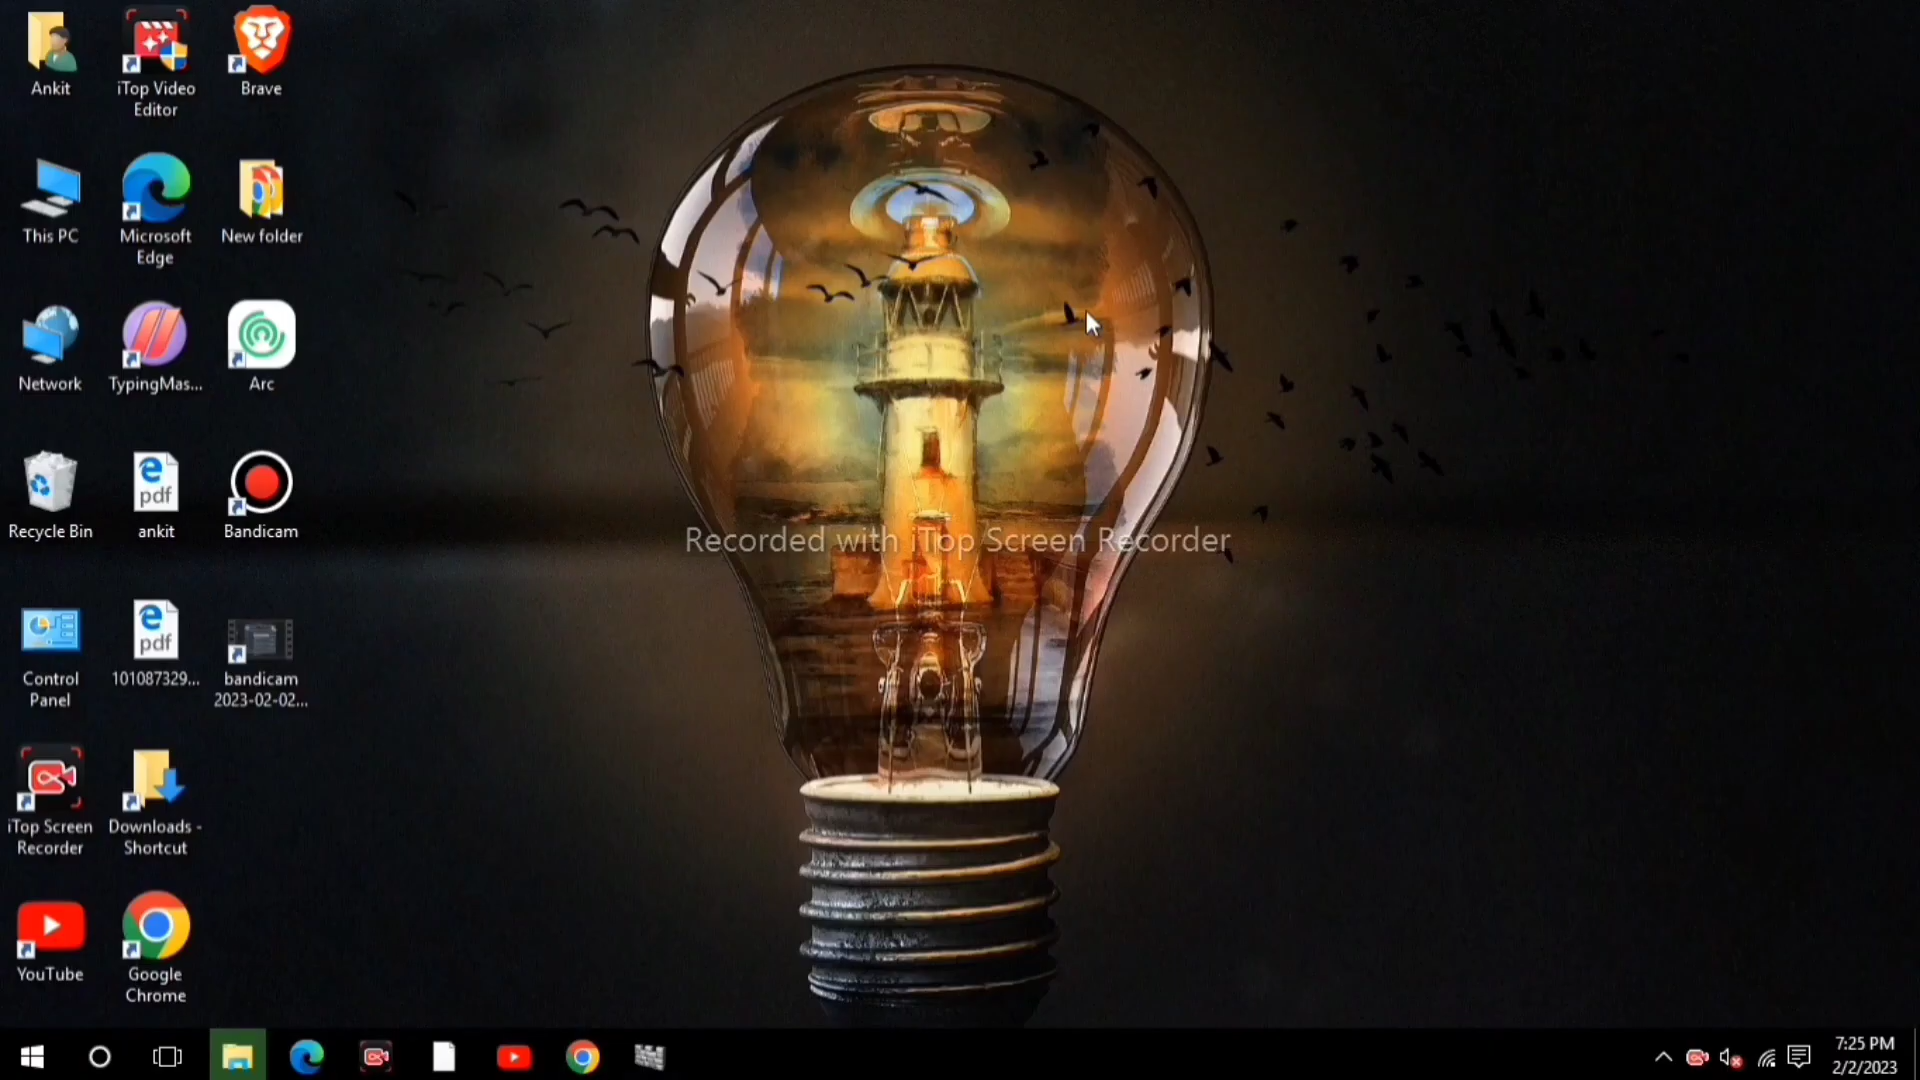 Ankit
iTop Video
Editor
Brave
This PC
Microsoft
Edge
New folder
Network
TypingMas...
Arc
Recycle Bin
pdf
ankit
Bandicam
Control
Panel
pdf
101087329...
bandicam
2023-02-02...
iTop Screen
Recorder
Downloads -
Shortcut
YouTube
Google
Chrome
Recorded with iTop Screen Recorder
7:25 PM
2/2/2023